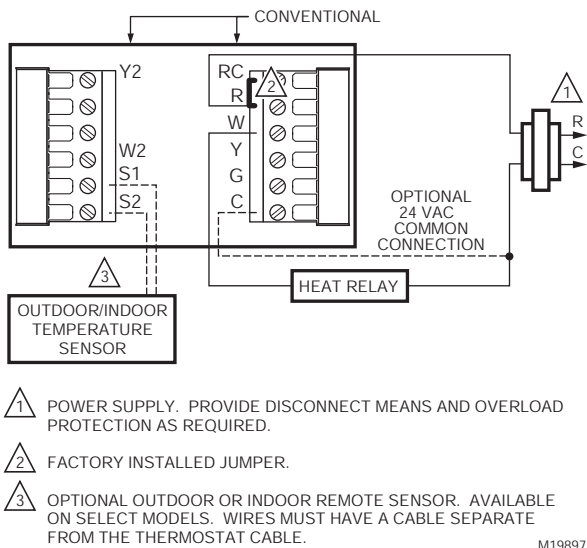 CONVENTIONAL
Y2
W2
S1
S2
RC
R
W
Y
G
C
2
1
R
C
OPTIONAL
24 VAC
COMMON
CONNECTION
3
HEAT RELAY
OUTDOOR/INDOOR
TEMPERATURE
SENSOR
1 POWER SUPPLY. PROVIDE DISCONNECT MEANS AND OVERLOAD
PROTECTION AS REQUIRED.
2 FACTORY INSTALLED JUMPER.
3 OPTIONAL OUTDOOR OR INDOOR REMOTE SENSOR. AVAILABLE
ON SELECT MODELS. WIRES MUST HAVE A CABLE SEPARATE
FROM THE THERMOSTAT CABLE.
M19897